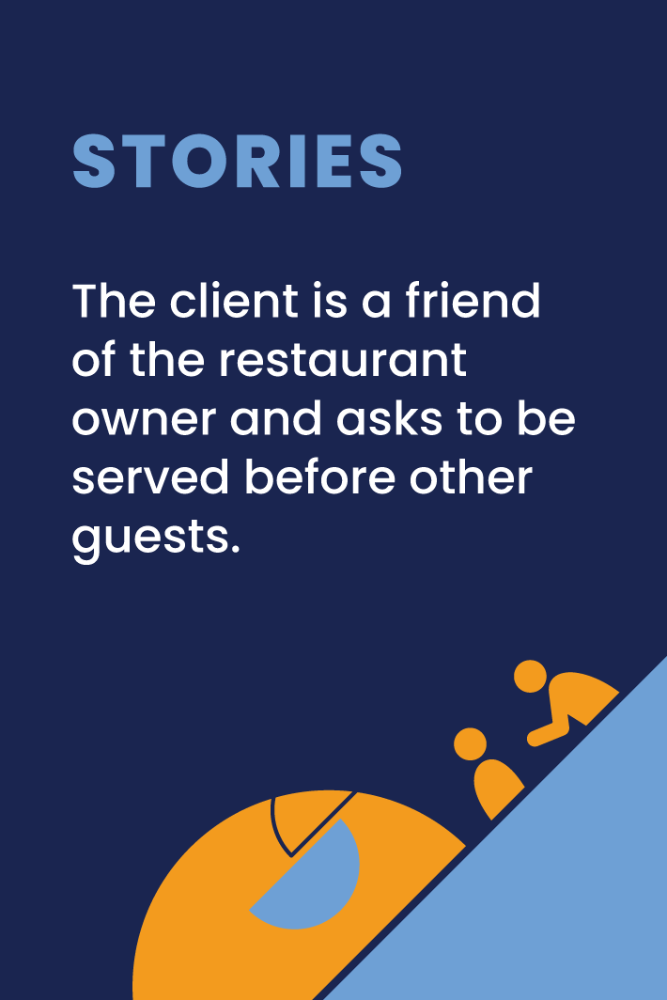 STORIES
The client is a friend
of the restaurant
owner and asks to be
served before other
guests.